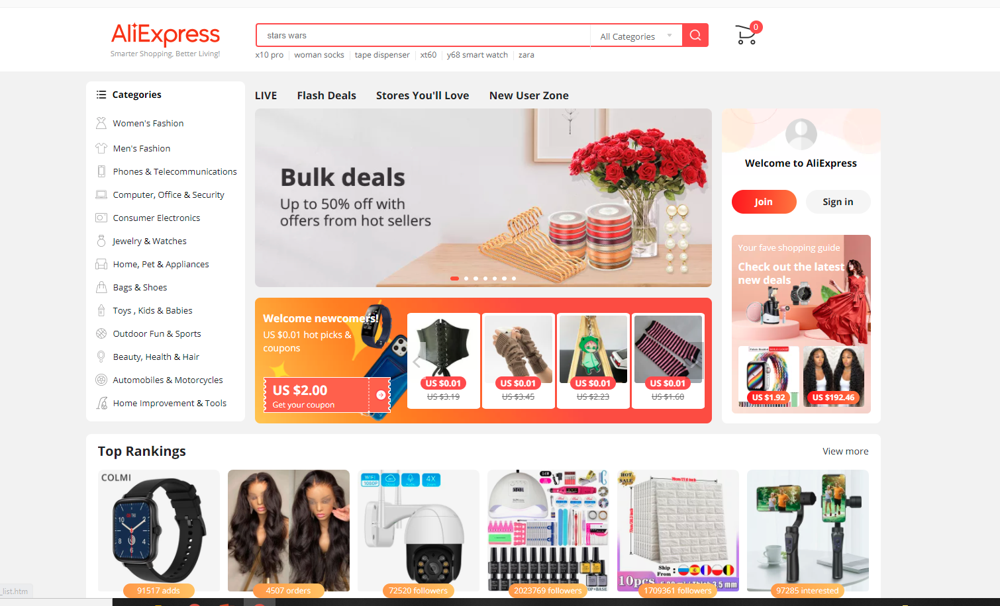 AliExpress
Smarter Shopping, Better Living!
stars wars
All Categories
0
x10 pro
woman socks
tape dispenser
xt60
y68 smart watch
zara
Categories
Women's Fashion
Men's Fashion
Phones & Telecommunications
Computer, Office & Security
Consumer Electronics
Jewelry & Watches
Home, Pet & Appliances
Bags & Shoes
Toys , Kids & Babies
Outdoor Fun & Sports
Beauty, Health & Hair
Automobiles & Motorcycles
Home Improvement & Tools
LIVE
Flash Deals
Stores You'll Love
New User Zone
Bulk deals
Up to 50% off with
offers from hot sellers
Welcome newcomers!
US $0.01 hot picks &
coupons
US $2.00
Get your coupon
US $0.01
US $3.19
US $0.01
US $3.45
US $0.01
US $2.23
US $0.01
US $1.60
Welcome to AliExpress
Join
Sign in
Your fave shopping guide
Check out the latest
new deals
US $1.92
US $192.46
Top Rankings
View more
COLMI
91517 adds
4507 orders
WIFI
1080P
4X
72520 followers
2023769 followers
HOT
SALE
70cm/27.6 inch
Ship
From :
10pcs
1709361 followers
97285 interested
_list.htm